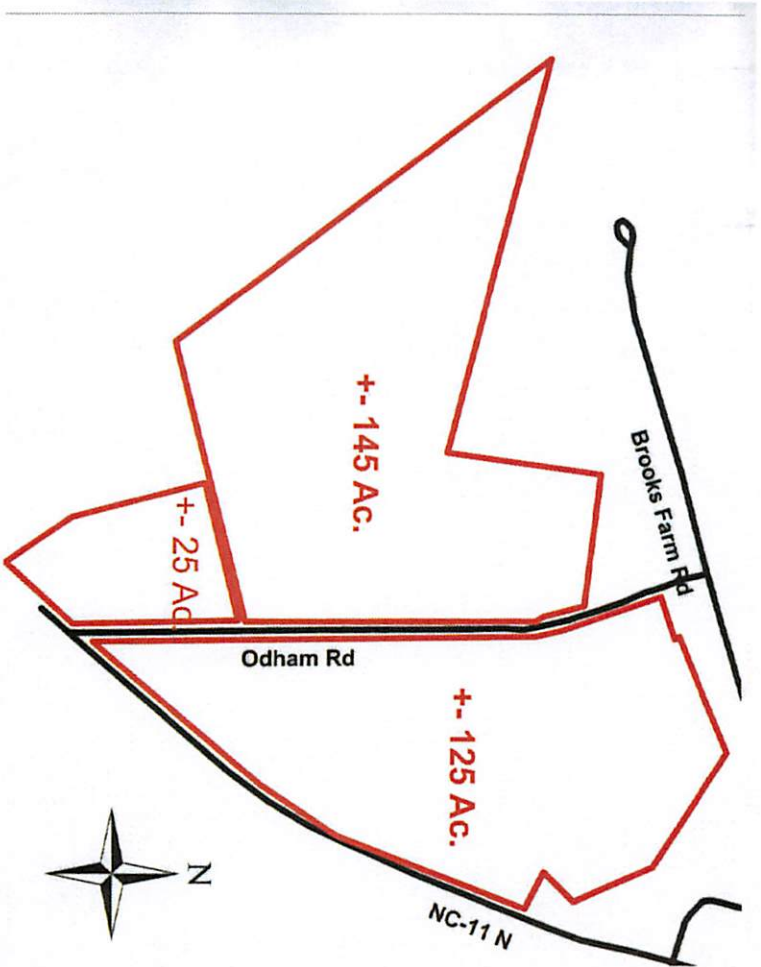 Brooks Farm Rd
+- 145 Ac.
+- 25 Ac
Odham Rd
+- 125 Ac.
NC-11 N
N